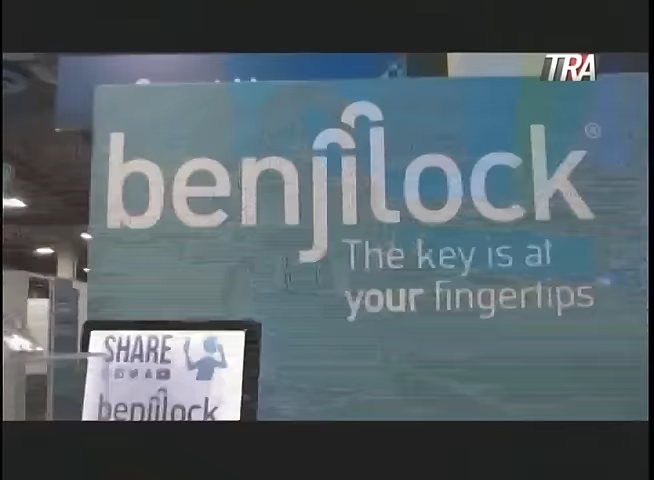 TRA
benjilock®
The key is at
your fingertips
SHARE
benjilock